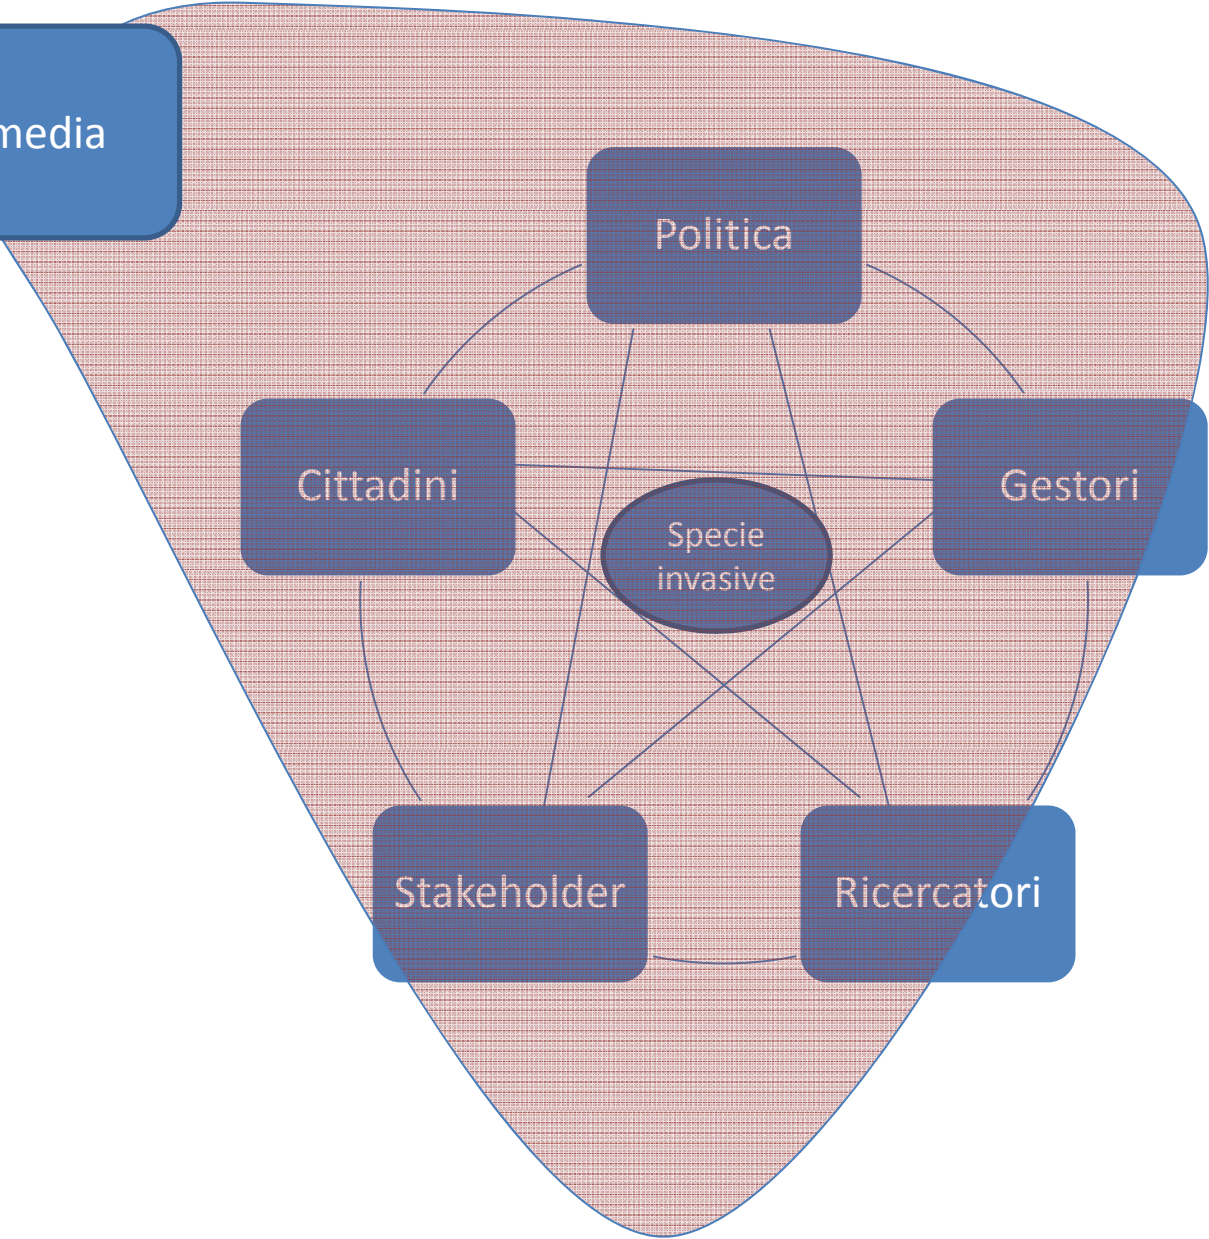 media
Politica
Cittadini
Gestori
Specie
invasive
Stakeholder
Ricercatori